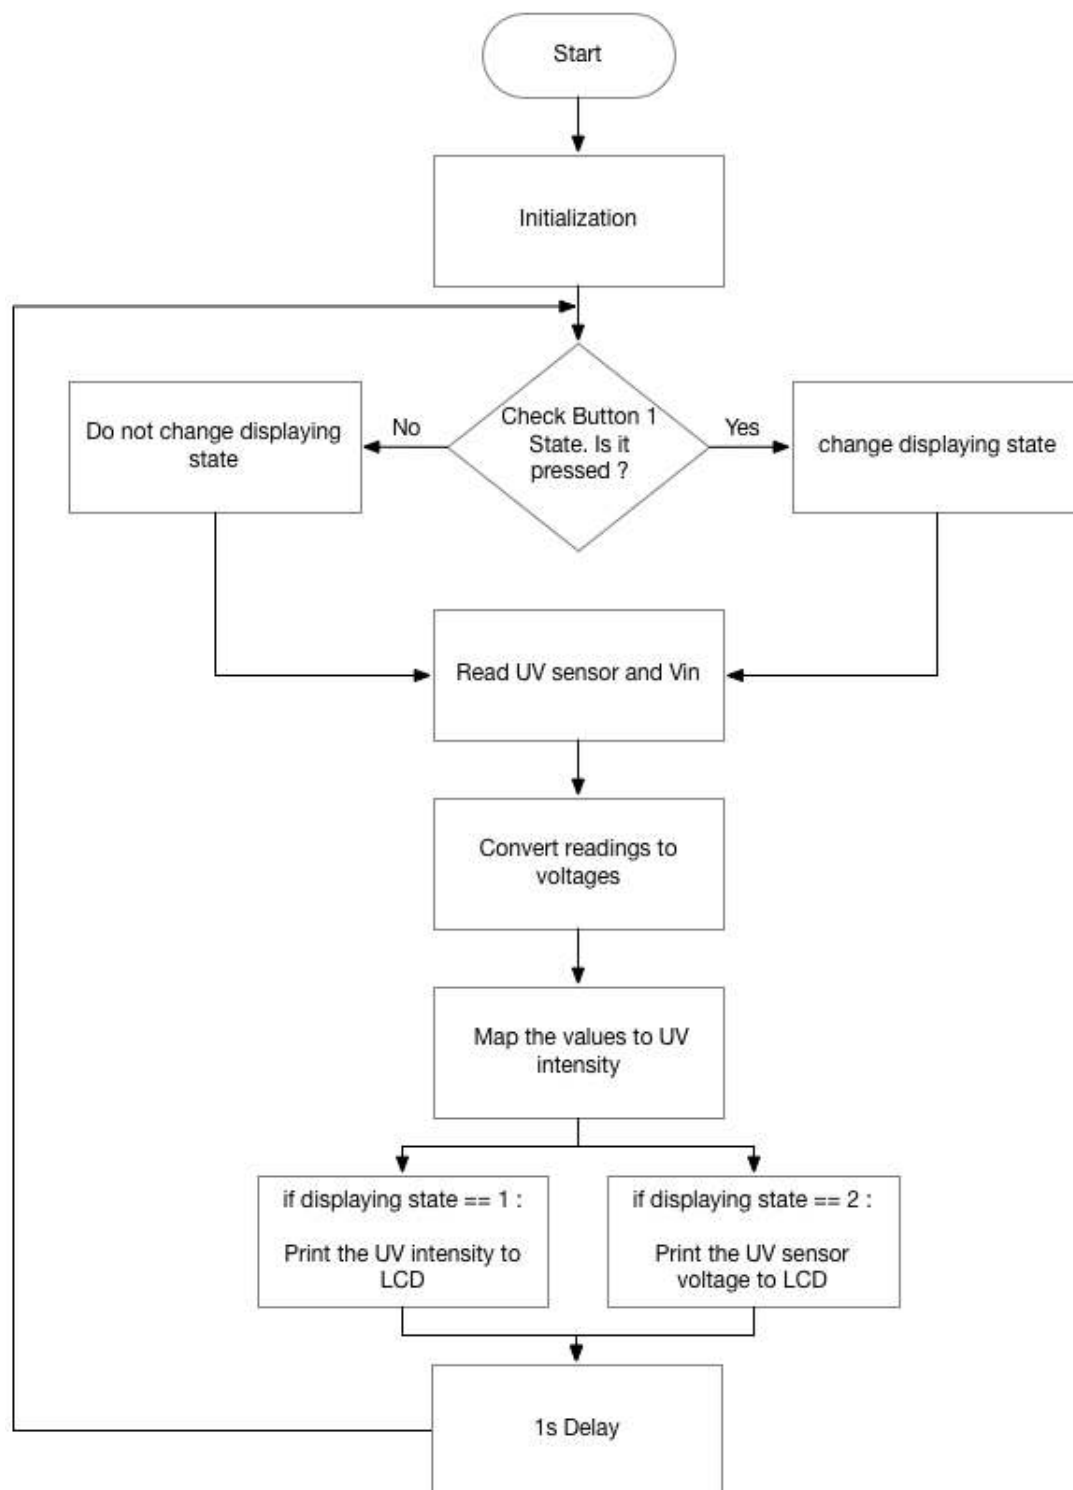 Start
Initialization
Check Button 1
State. Is it
pressed ?
No
Yes
Do not change displaying
state
change displaying state
Read UV sensor and Vin
Convert readings to
voltages
Map the values to UV
intensity
if displaying state == 1 :
Print the UV intensity to
LCD
if displaying state == 2 :
Print the UV sensor
voltage to LCD
1s Delay